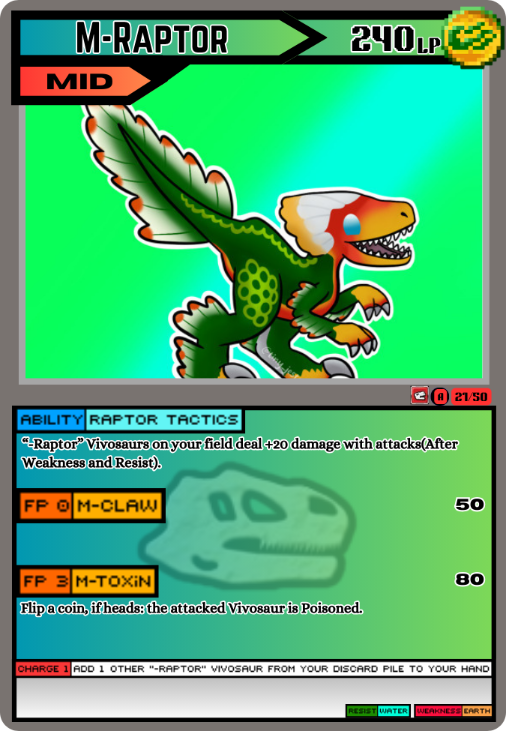 M-RAPTOR 240LP
MID
A 21/50
ABILITY RAPTOR TACTICS
"-Raptor" Vivosaurs on your field deal +20 damage with attacks(After
Weakness and Resist).
FP 0 M-CLAW 50
FP 3 M-TOXiN 80
Flip a coin, if heads: the attacked Vivosaur is Poisoned.
CHARGE 1 ADD 1 OTHER "-RAPTOR" VIVOSAUR FROM YOUR DISCARD PILE TO YOUR HAND
RESIST WATER WEAKNESS EARTH